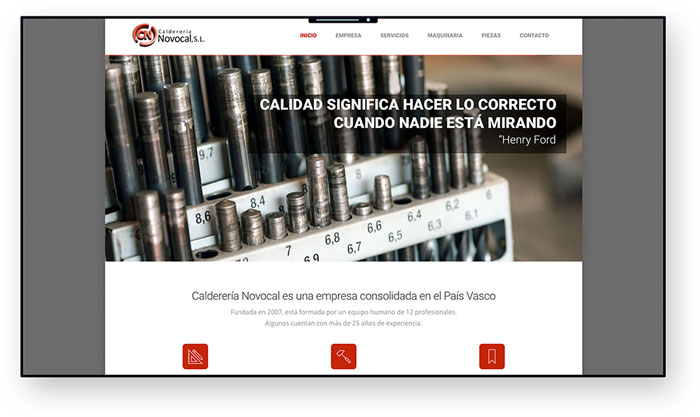 CN
Calderería
Novocal,S.L.
INICIO EMPRESA SERVICIOS MAQUINARIA PIEZAS CONTACTO
CALIDAD SIGNIFICA HACER LO CORRECTO
CUANDO NADIE ESTÁ MIRANDO
"Henry Ford
9,7
8,6
8,4
7
6,8
6,7
6,6
6,5
6,4
6,3
6,2
6,1
6
6,9
Calderería Novocal es una empresa consolidada en el País Vasco
Fundada en 2007, está formada por un equipo humano de 12 profesionales.
Algunos cuentan con más de 25 años de experiencia.